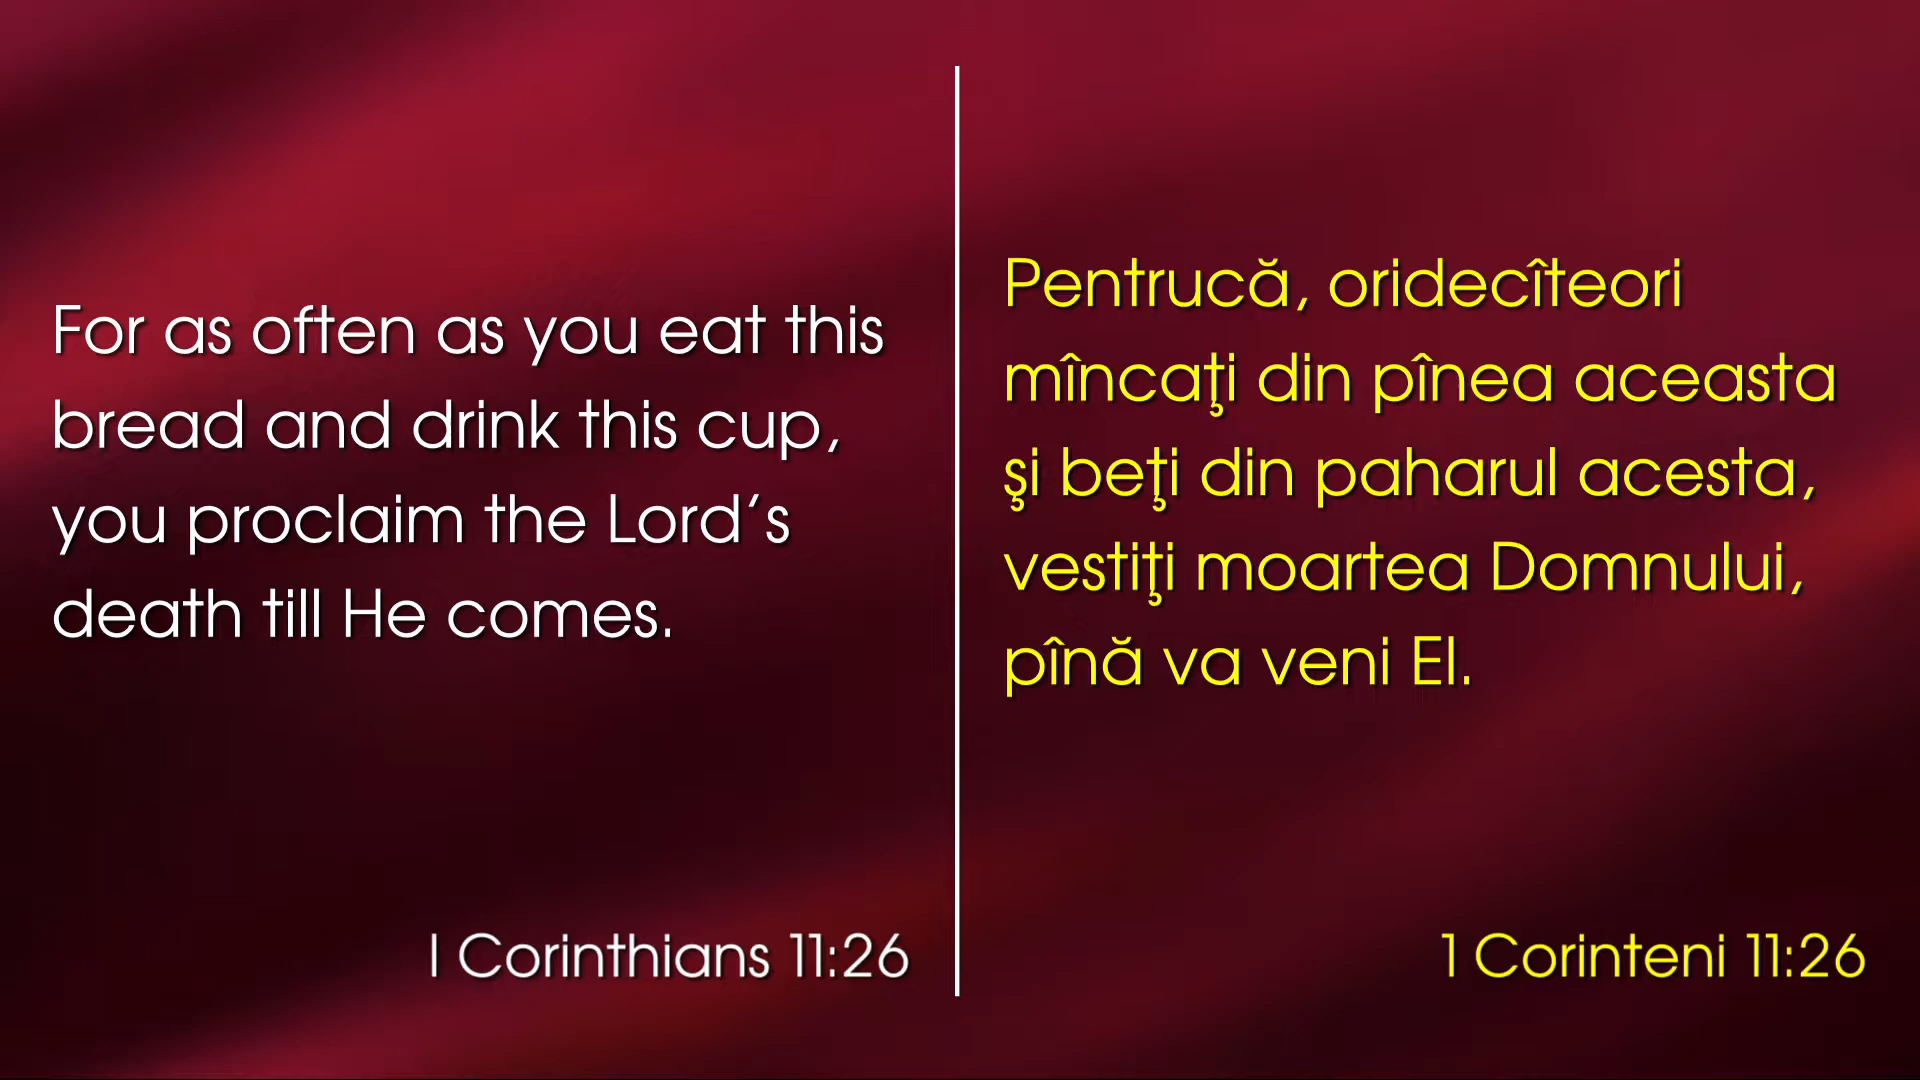 For as often as you eat this
bread and drink this cup,
you proclaim the Lord's
death till He comes.
I Corinthians 11:26
Pentrucă, oridecîteori
mîncaţi din pînea aceasta
şi beţi din paharul acesta,
vestiţi moartea Domnului,
pînă va veni El.
1 Corinteni 11:26